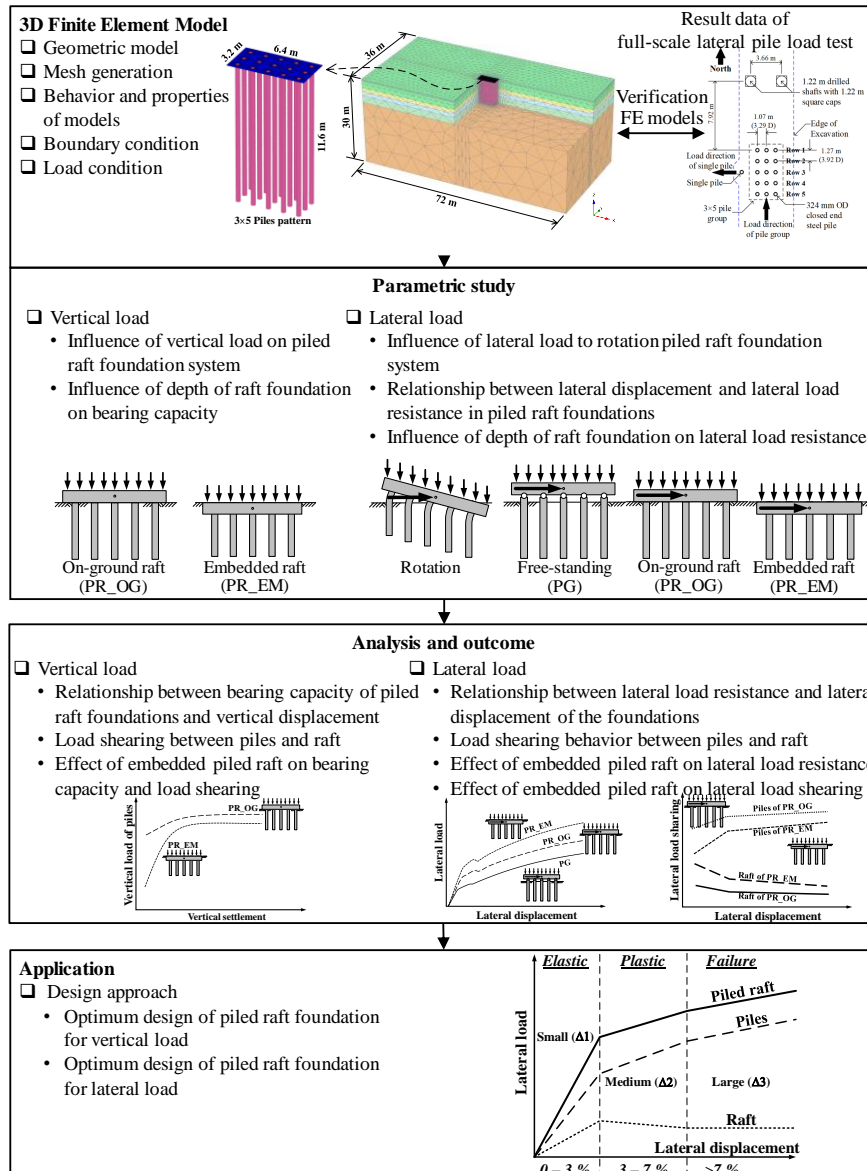 3D Finite Element Model
❑ Geometric model
❑ Mesh generation
❑ Behavior and properties
of models
❑ Boundary condition
❑ Load condition
3.2 m
6.4 m
11.6 m
3×5 Piles pattern
36 m
30 m
72 m
Verification
FE models
Result data of
full-scale lateral pile load test
North
3.66 m
1.22 m drilled
shafts with 1.22 m
square caps
7.92 m
1.07 m
(3.29 D)
Edge of
Excavation
Load direction
of single pile
Row 1
Row 2
Row 3
Row 4
Row 5
1.27 m
(3.92 D)
Single pile
3×5 pile
group
324 mm OD
closed end
steel pile
Load direction
of pile group
Parametric study
❑ Vertical load
• Influence of vertical load on piled
raft foundation system
• Influence of depth of raft foundation
on bearing capacity
❑ Lateral load
• Influence of lateral load to rotation piled raft foundation
system
• Relationship between lateral displacement and lateral load
resistance in piled raft foundations
• Influence of depth of raft foundation on lateral load resistance
On-ground raft
(PR_OG)
Embedded raft
(PR_EM)
Rotation
Free-standing
(PG)
On-ground raft
(PR_OG)
Embedded raft
(PR_EM)
Analysis and outcome
❑ Vertical load
• Relationship between bearing capacity of piled
raft foundations and vertical displacement
• Load sharing between piles and raft
• Effect of embedded piled raft on bearing
capacity and load shearing
❑ Lateral load
• Relationship between lateral load resistance and latera
displacement of the foundations
• Load shearing behavior between piles and raft
• Effect of embedded piled raft on lateral load resistance
• Effect of embedded piled raft on lateral load shearing
Vertical load of piles
PR_OG
PR_EM
Vertical settlement
Lateral load
PR_EM
PR_OG
PG
Lateral displacement
Lateral load sharing
Piles of PR_OG
Piles of PR_EM
Raft of PR_EM
Raft of PR_OG
Lateral displacement
Application
❑ Design approach
• Optimum design of piled raft foundation
for vertical load
• Optimum design of piled raft foundation
for lateral load
Elastic
Plastic
Failure
Lateral load
Piled raft
Piles
Small (Δ1)
Medium (Δ2)
Large (Δ3)
Raft
Lateral displacement
0 – 3 %
3 – 7 %
>7 %